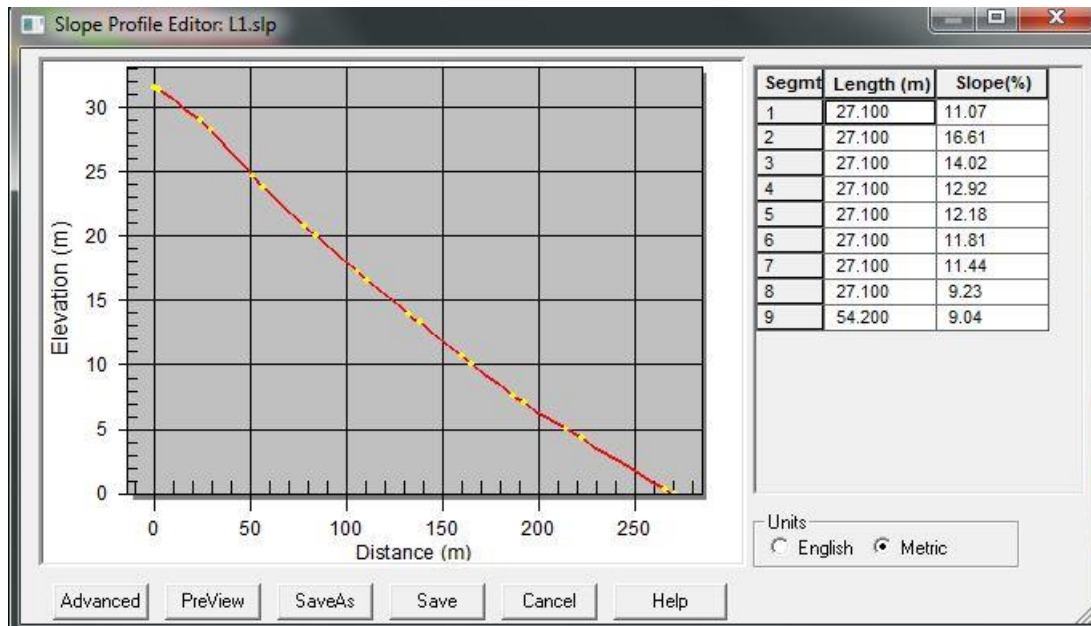 Slope Profile Editor: L1.slp
30
25
20
15
10
5
0
Elevation (m)
0 50 100 150 200 250
Distance (m)
Segmt Length (m) Slope(%)
1 27.100 11.07
2 27.100 16.61
3 27.100 14.02
4 27.100 12.92
5 27.100 12.18
6 27.100 11.81
7 27.100 11.44
8 27.100 9.23
9 54.200 9.04
Units
English Metric
Advanced PreView SaveAs Save Cancel Help